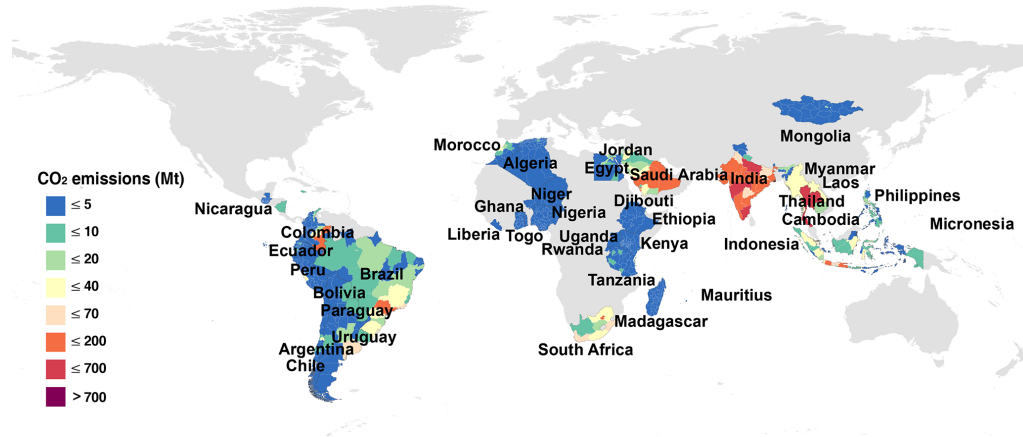 CO₂ emissions (Mt)
≤ 5
≤ 10
≤ 20
≤ 40
≤ 70
≤ 200
≤ 700
> 700
Mongolia
Morocco
Jordan
Algeria
Egypt
Saudi Arabia
India
Myanmar
Laos
Niger
Djibouti
Thailand
Philippines
Nicaragua
Ghana
Nigeria
Ethiopia
Cambodia
Micronesia
Colombia
Liberia
Togo
Uganda
Kenya
Indonesia
Ecuador
Rwanda
Peru
Brazil
Tanzania
Bolivia
Mauritius
Paraguay
Madagascar
Uruguay
Argentina
South Africa
Chile